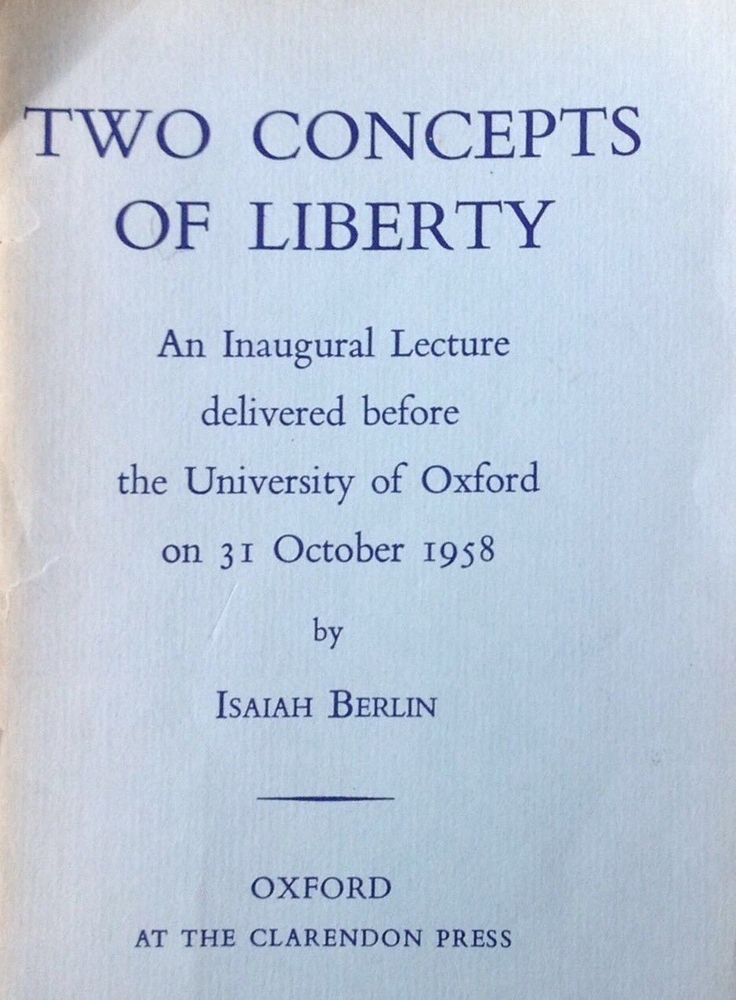 TWO CONCEPTS
OF LIBERTY
An Inaugural Lecture
delivered before
the University of Oxford
on 31 October 1958
by
ISAIAH BERLIN
OXFORD
AT THE CLARENDON PRESS